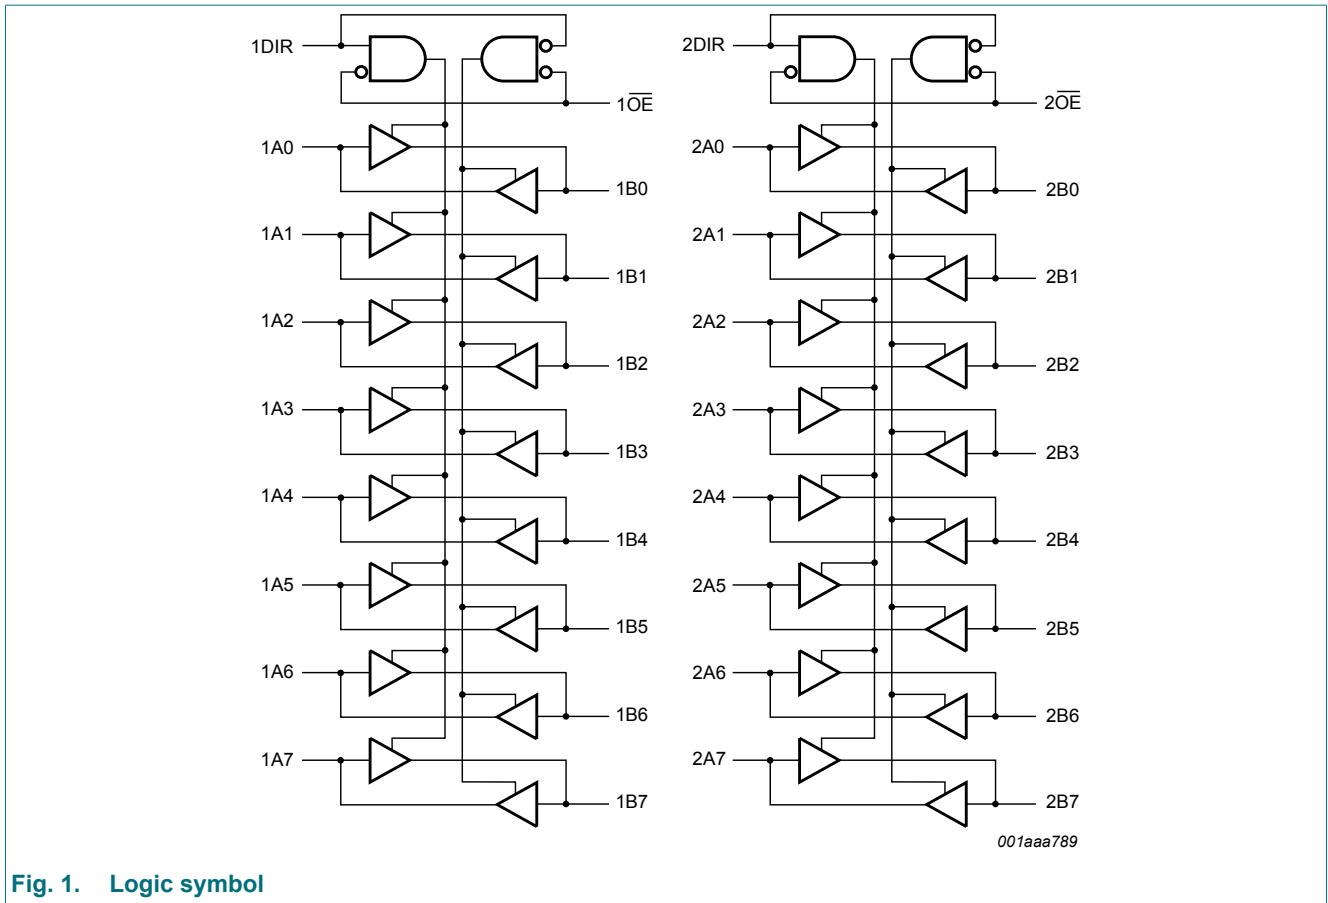 1DIR
1O̅E̅
1A0
1B0
1A1
1B1
1A2
1B2
1A3
1B3
1A4
1B4
1A5
1B5
1A6
1B6
1A7
1B7
2DIR
2O̅E̅
2A0
2B0
2A1
2B1
2A2
2B2
2A3
2B3
2A4
2B4
2A5
2B5
2A6
2B6
2A7
2B7
001aaa789
Fig. 1. Logic symbol